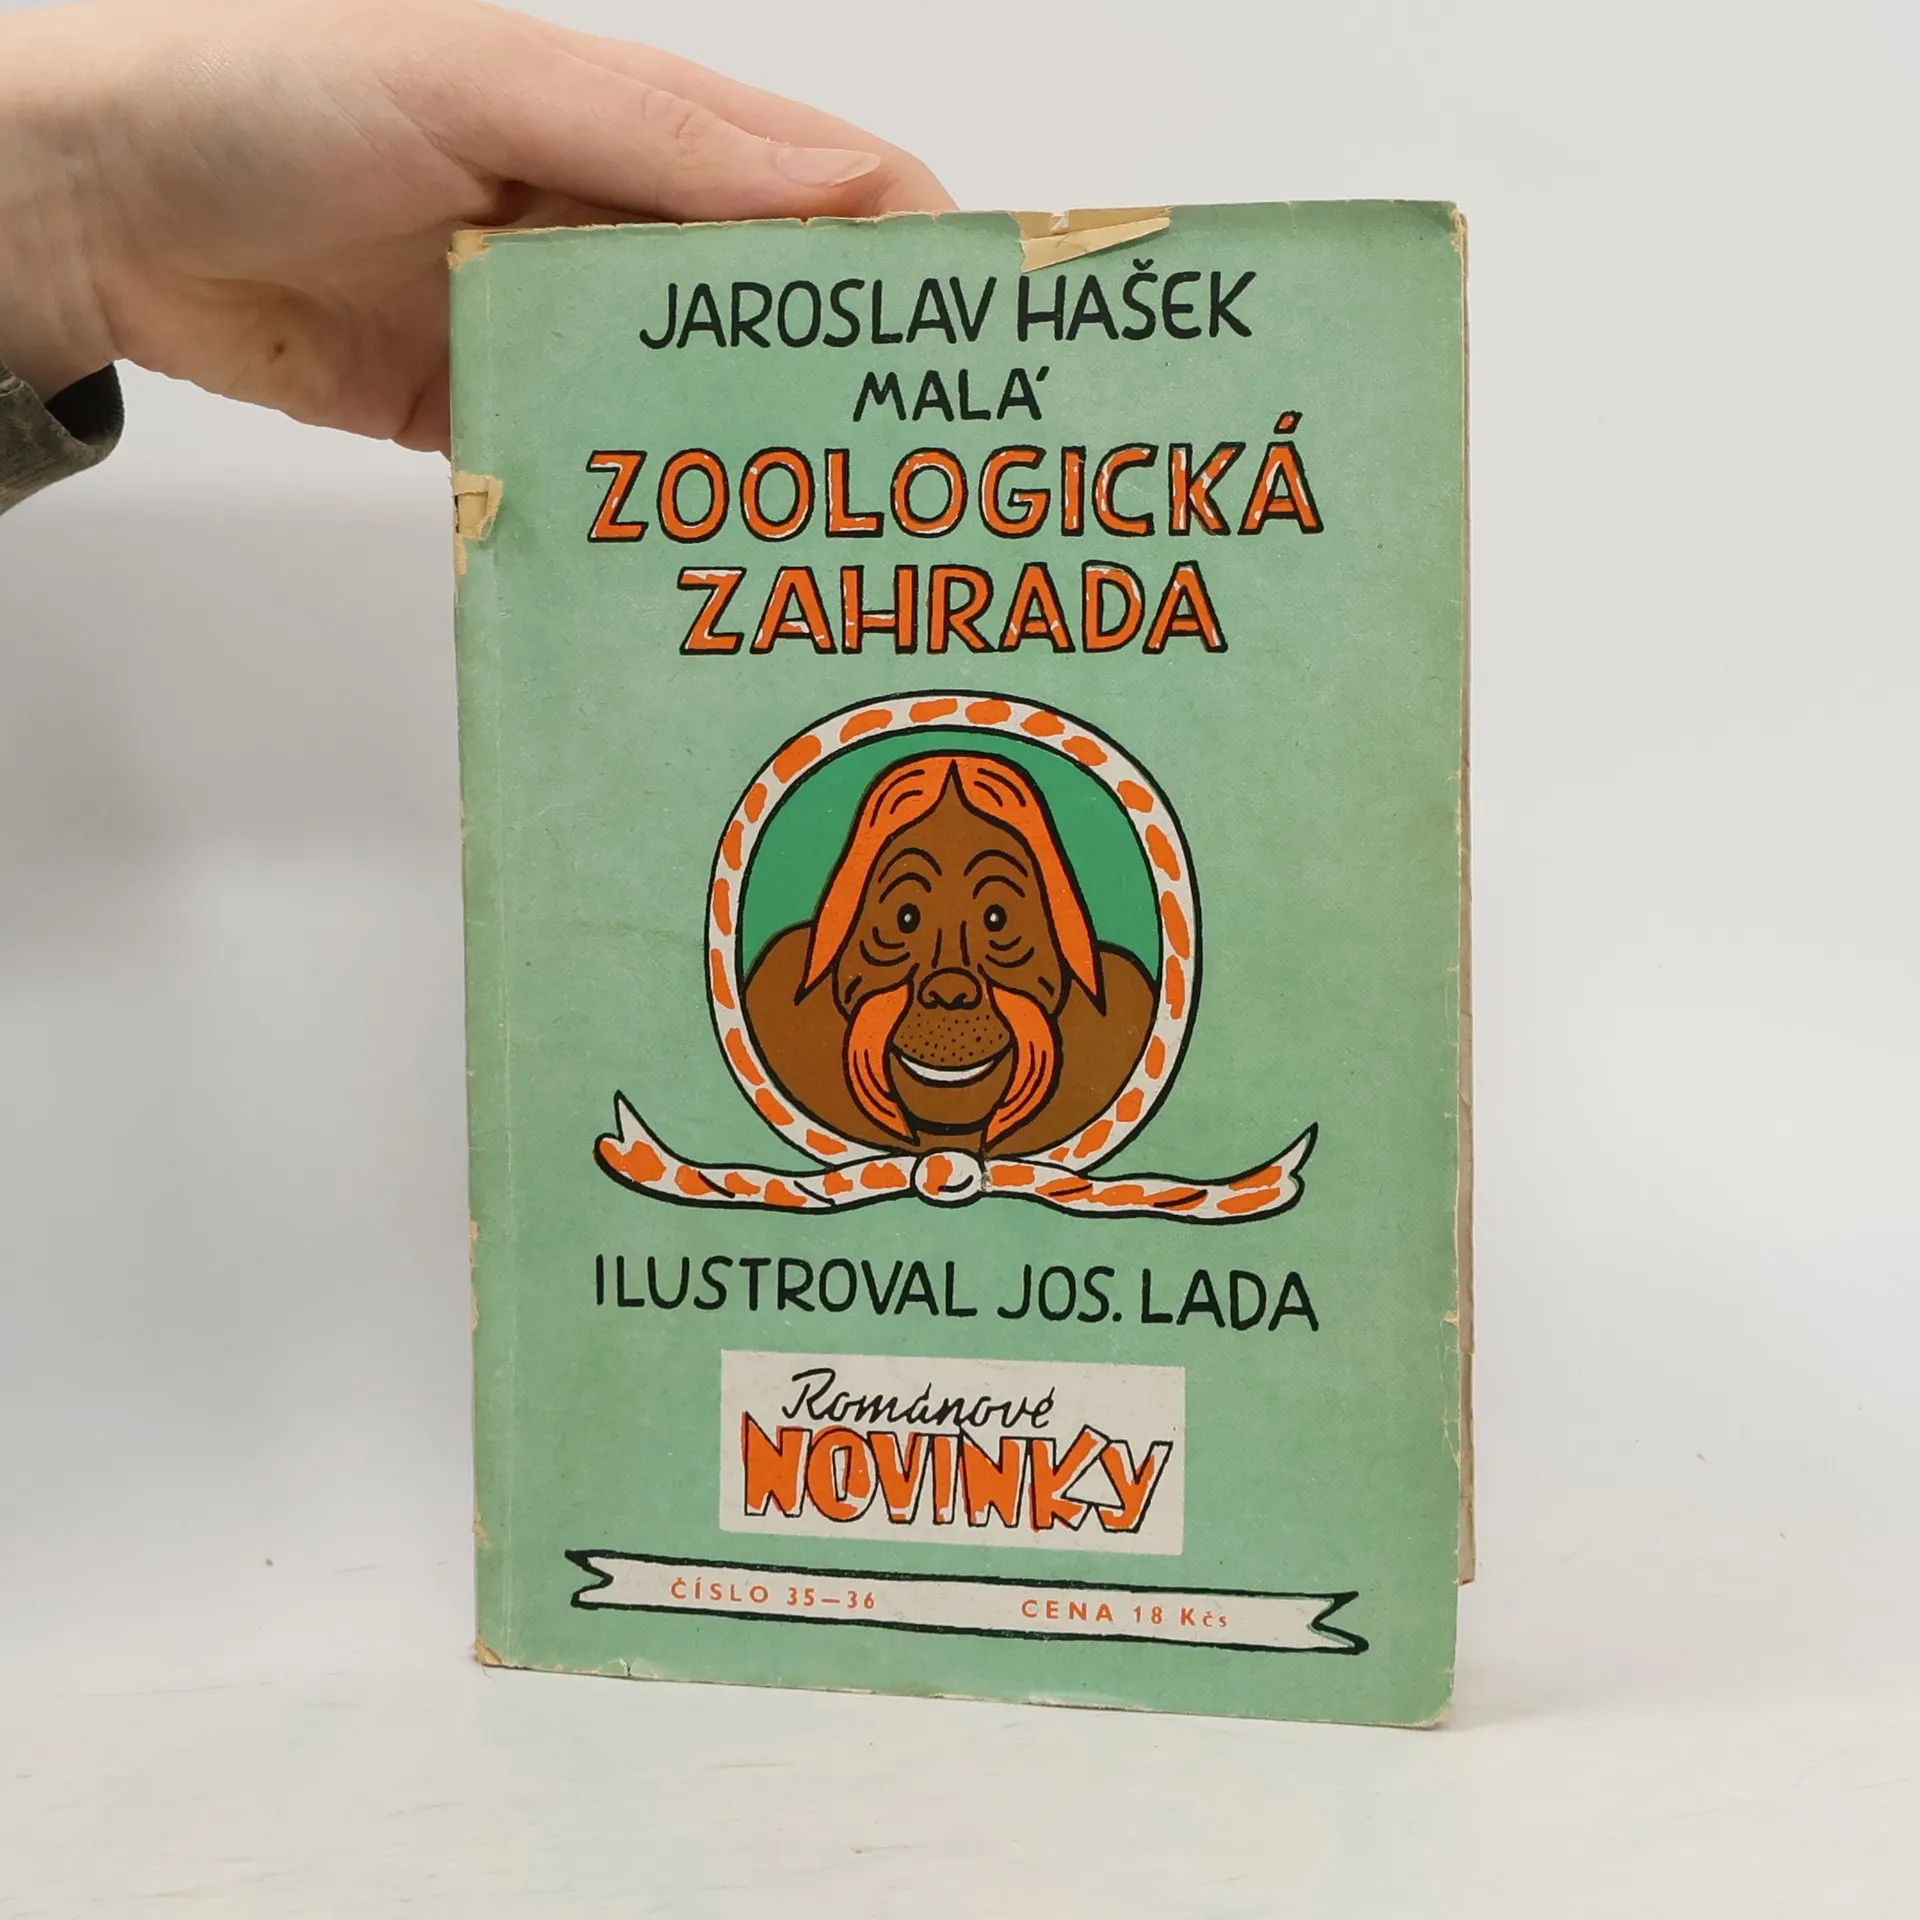 JAROSLAV HAŠEK
MALÁ
ZOOLOGICKÁ
ZAHRADA
ILUSTROVAL JOS. LADA
Románové
NOVINKY
ČÍSLO 35—36 CENA 18 Kčs